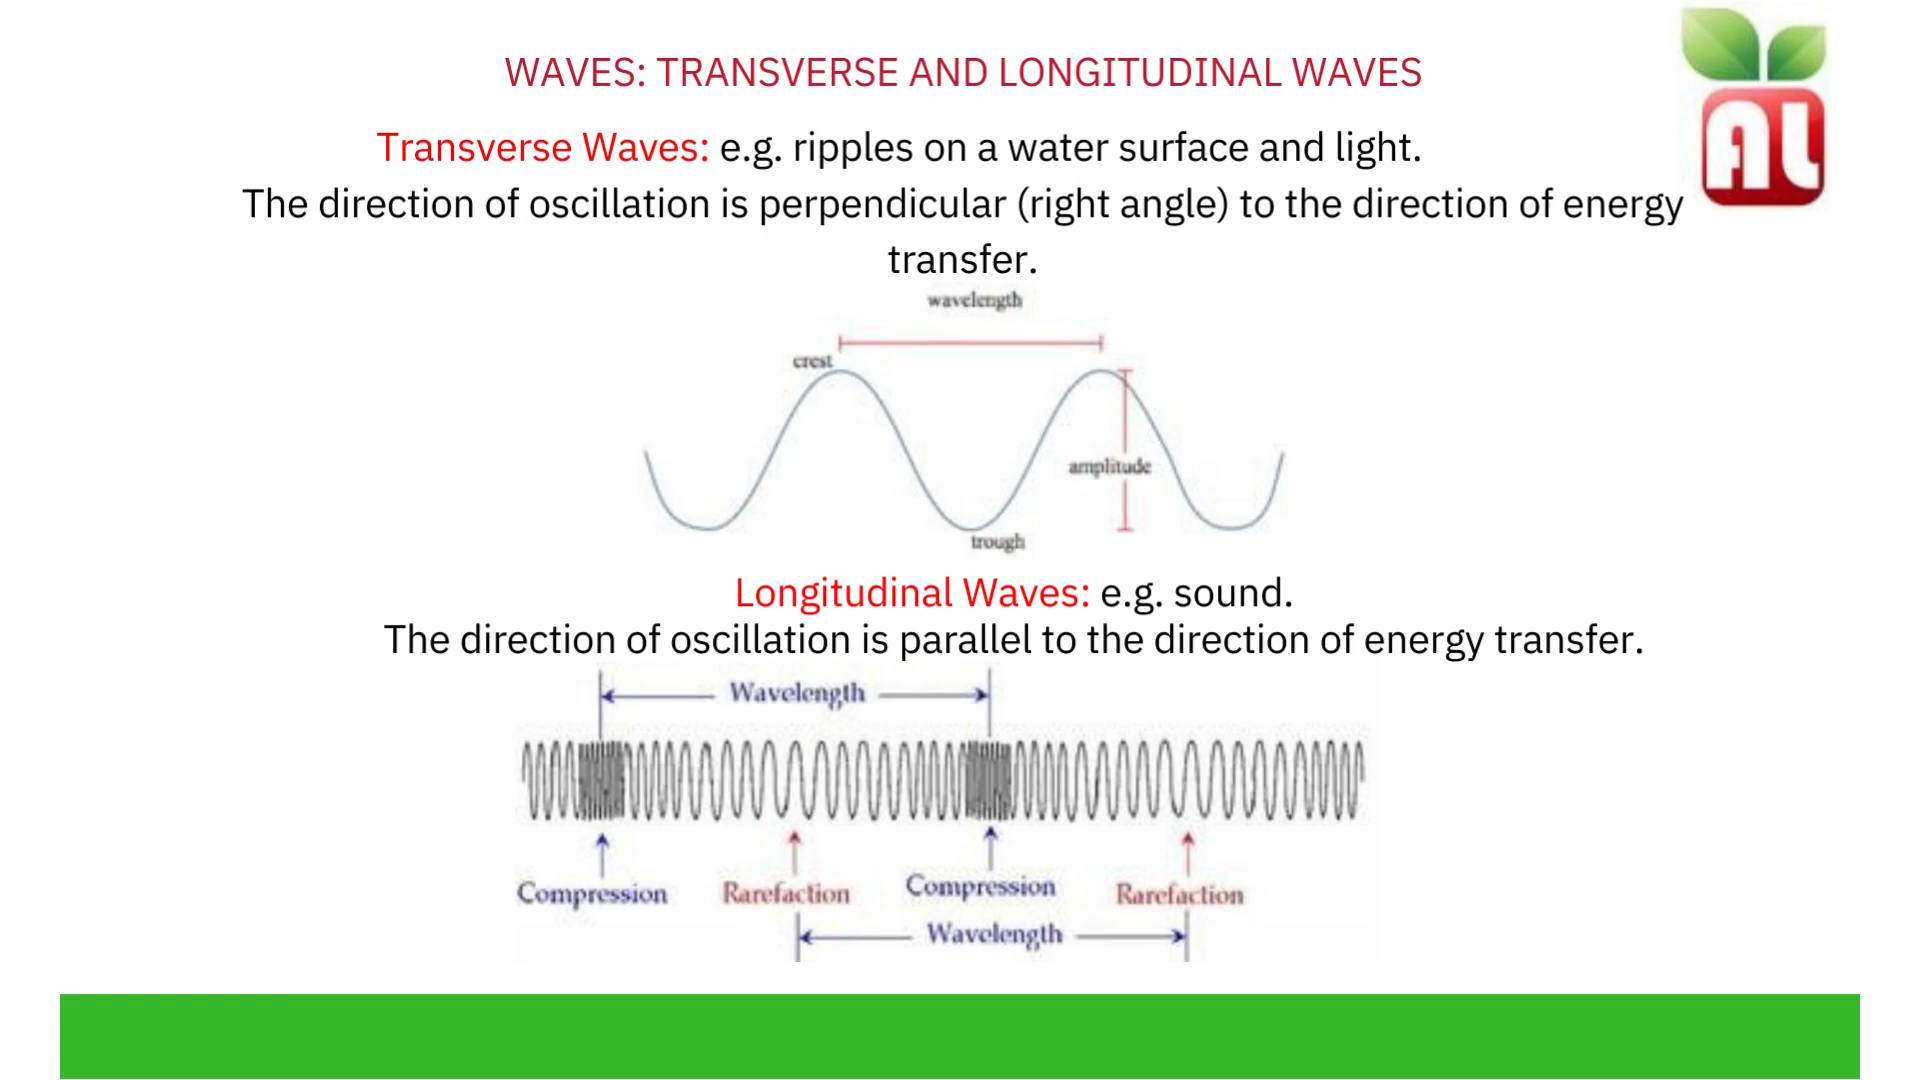 WAVES: TRANSVERSE AND LONGITUDINAL WAVES
AL
Transverse Waves: e.g. ripples on a water surface and light.
The direction of oscillation is perpendicular (right angle) to the direction of energy
transfer.
wavelength
crest
amplitude
trough
Longitudinal Waves: e.g. sound.
The direction of oscillation is parallel to the direction of energy transfer.
Wavelength
Compression Rarefaction Compression Rarefaction
Wavelength